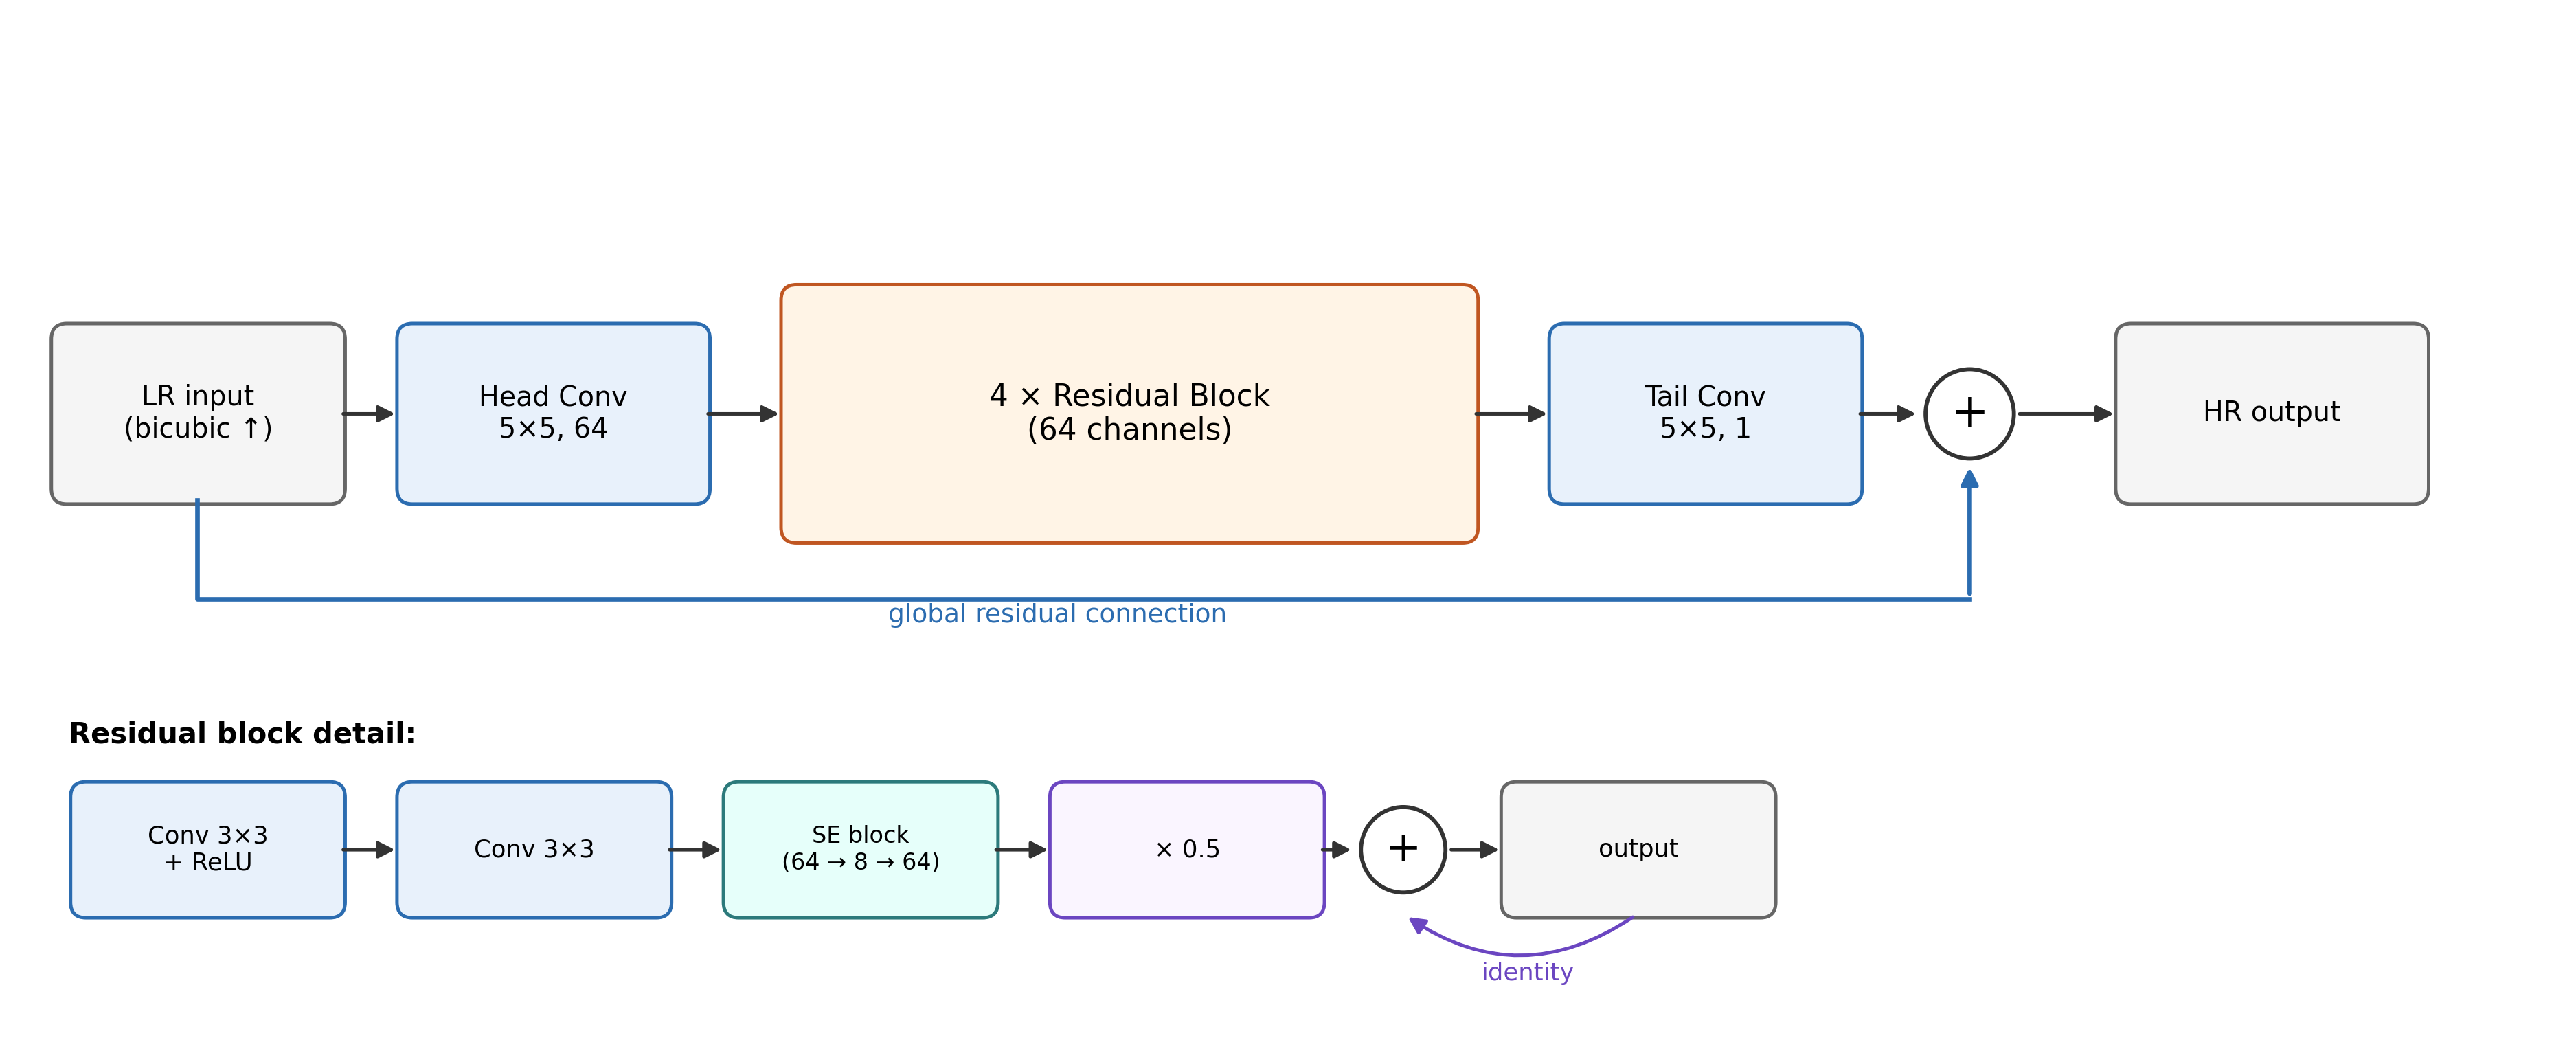 LR input
(bicubic ↑)
Head Conv
5×5, 64
4 × Residual Block
(64 channels)
Tail Conv
5×5, 1
+
HR output
global residual connection
Residual block detail:
Conv 3×3
+ ReLU
Conv 3×3
SE block
(64 → 8 → 64)
× 0.5
+
output
identity